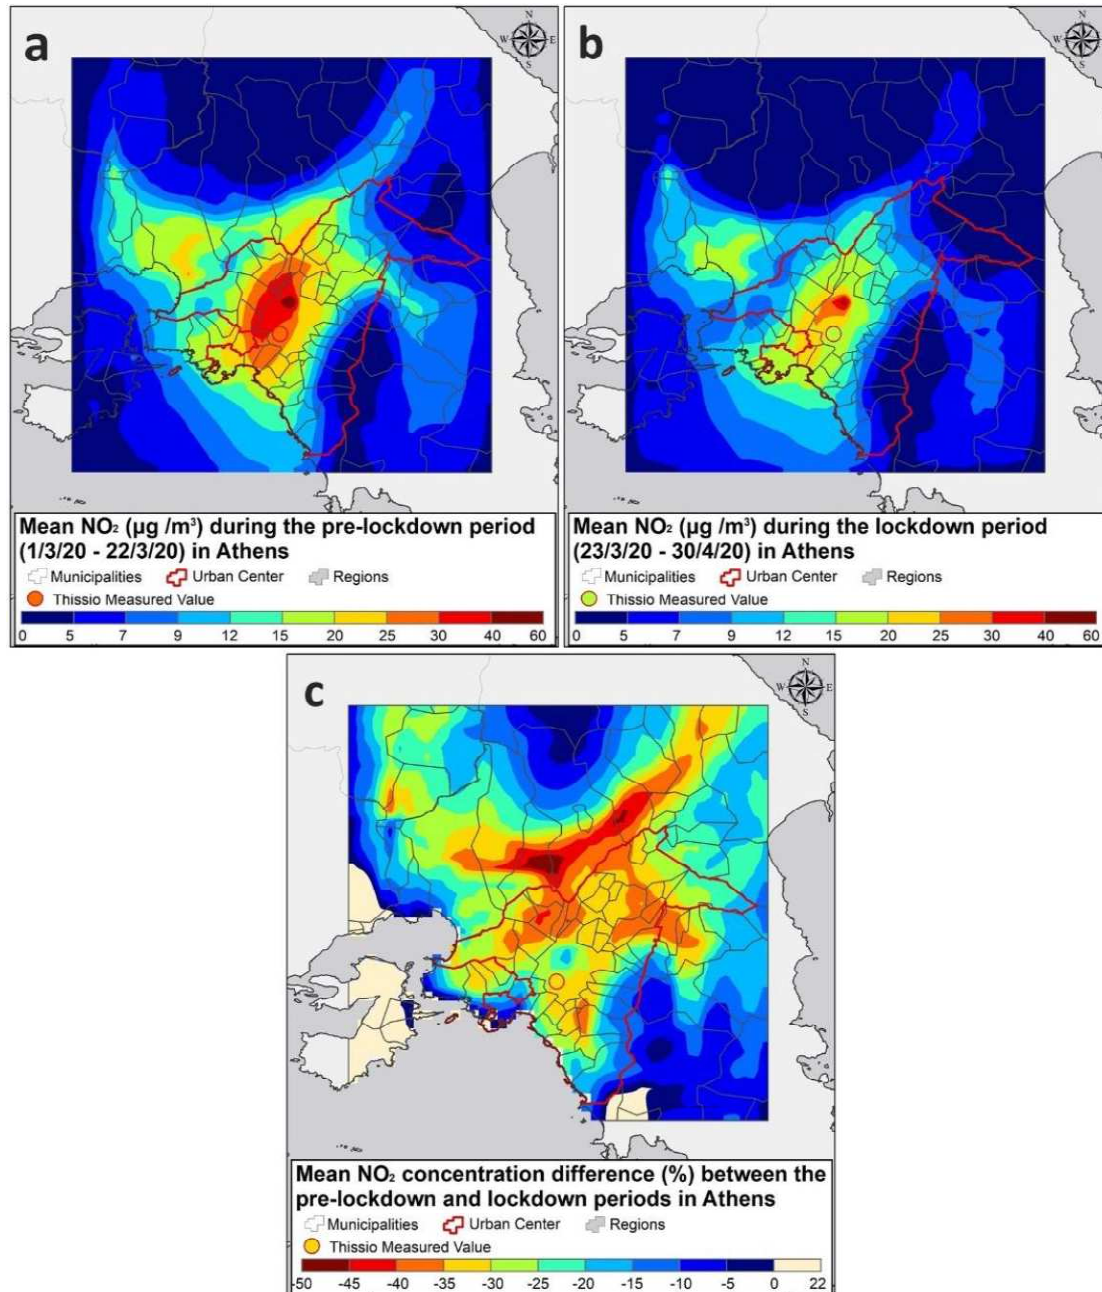 a
N
W E
S
Mean NO₂ (µg /m³) during the pre-lockdown period
(1/3/20 - 22/3/20) in Athens
Municipalities Urban Center Regions
Thissio Measured Value
0 5 7 9 12 15 20 25 30 40 60
b
N
W E
S
Mean NO₂ (µg /m³) during the lockdown period
(23/3/20 - 30/4/20) in Athens
Municipalities Urban Center Regions
Thissio Measured Value
0 5 7 9 12 15 20 25 30 40 60
c
N
W E
S
Mean NO₂ concentration difference (%) between the
pre-lockdown and lockdown periods in Athens
Municipalities Urban Center Regions
Thissio Measured Value
-50 -45 -40 -35 -30 -25 -20 -15 -10 -5 0 22